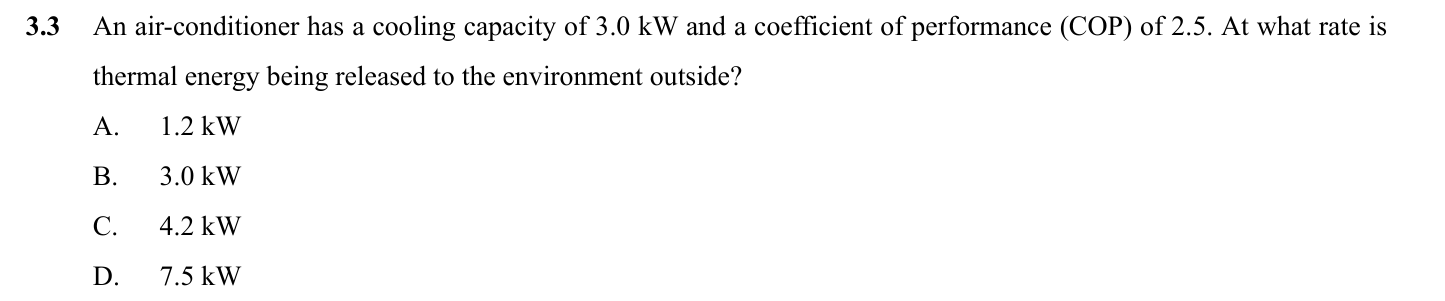 3.3 An air-conditioner has a cooling capacity of 3.0 kW and a coefficient of performance (COP) of 2.5. At what rate is
thermal energy being released to the environment outside?
A. 1.2 kW
B. 3.0 kW
C. 4.2 kW
D. 7.5 kW